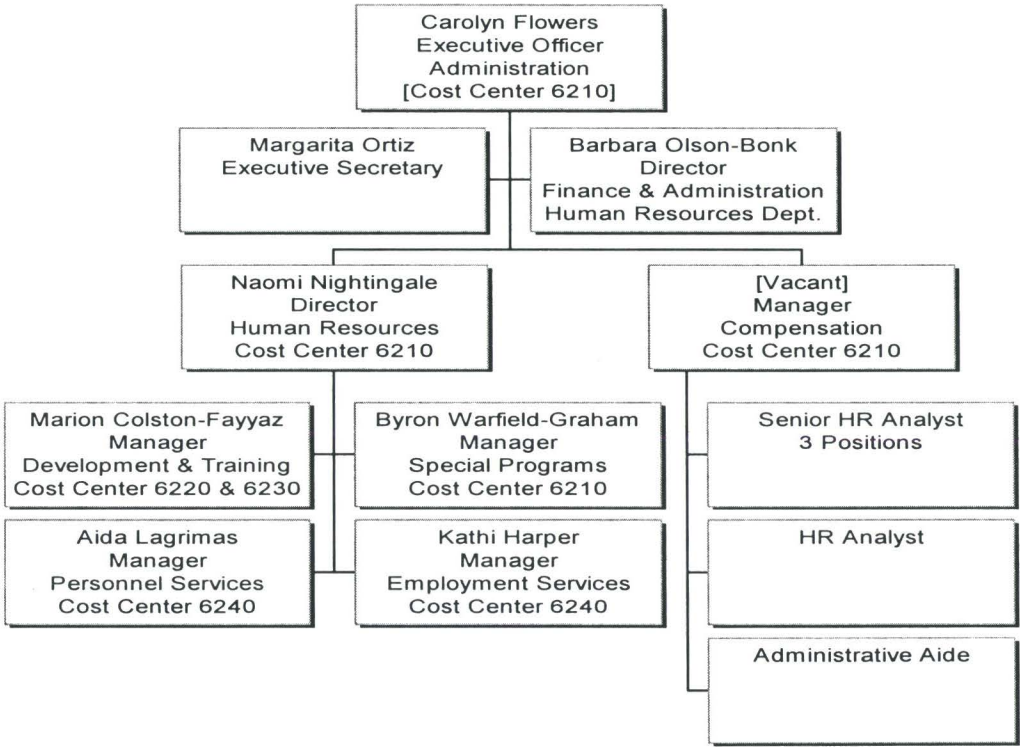 Carolyn Flowers
Executive Officer
Administration
[Cost Center 6210]
Margarita Ortiz
Executive Secretary
Barbara Olson-Bonk
Director
Finance & Administration
Human Resources Dept.
Naomi Nightingale
Director
Human Resources
Cost Center 6210
[Vacant]
Manager
Compensation
Cost Center 6210
Marion Colston-Fayyaz
Manager
Development & Training
Cost Center 6220 & 6230
Byron Warfield-Graham
Manager
Special Programs
Cost Center 6210
Senior HR Analyst
3 Positions
Aida Lagrimas
Manager
Personnel Services
Cost Center 6240
Kathi Harper
Manager
Employment Services
Cost Center 6240
HR Analyst
Administrative Aide